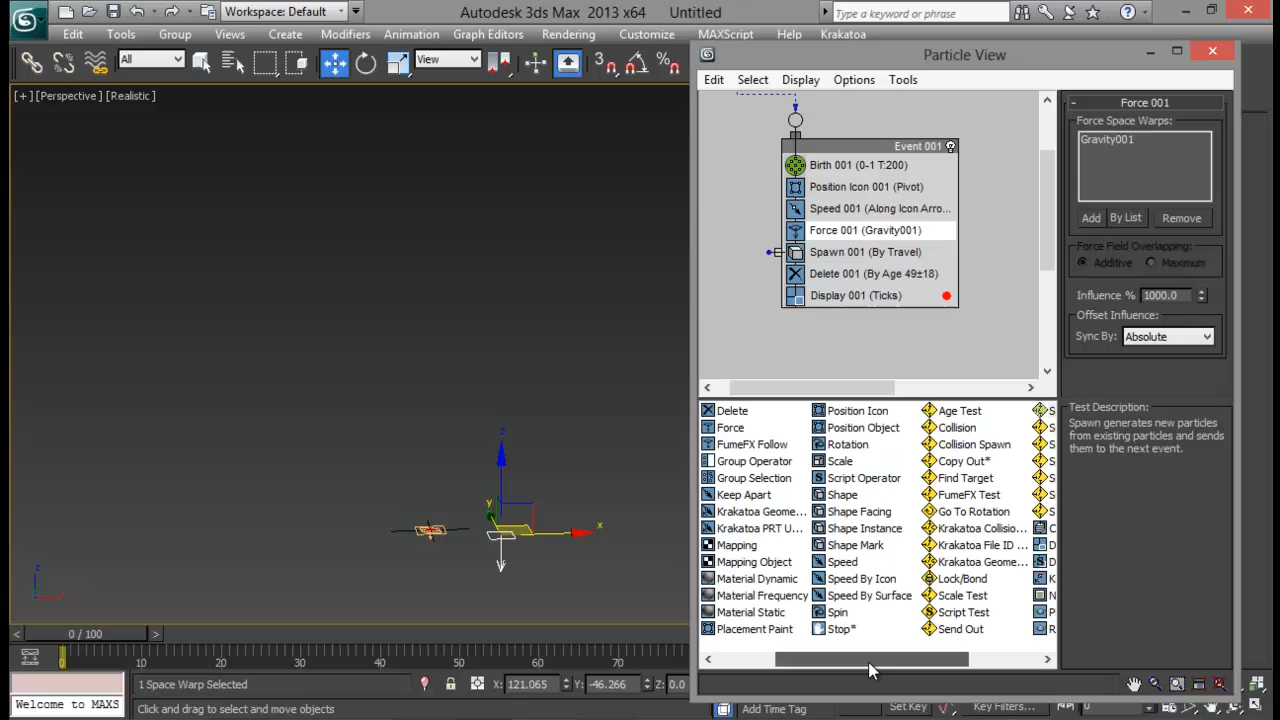 Workspace: Default
Autodesk 3ds Max 2013 x64 Untitled
Type a keyword or phrase
Edit Tools Group Views Create Modifiers Animation Graph Editors Rendering Customize MAXScript Help Krakatoa
All
View
[+] [Perspective ] [Realistic ]
Particle View
Edit Select Display Options Tools
Event 001
Birth 001 (0-1 T:200)
Position Icon 001 (Pivot)
Speed 001 (Along Icon Arro...
Force 001 (Gravity001)
Spawn 001 (By Travel)
Delete 001 (By Age 49±18)
Display 001 (Ticks)
- Force 001
Force Space Warps:
Gravity001
Add By List Remove
Force Field Overlapping:
Additive Maximum
Influence % 1000.0
Offset Influence:
Sync By: Absolute
Test Description:
Spawn generates new particles
from existing particles and sends
them to the next event.
Delete Position Icon Age Test S
Force Position Object Collision S
FumeFX Follow Rotation Collision Spawn S
Group Operator Scale Copy Out* S
Group Selection Script Operator Find Target S
Keep Apart Shape FumeFX Test S
Krakatoa Geome... Shape Facing Go To Rotation
Krakatoa PRT U... Shape Instance Krakatoa Collisio... C
Mapping Shape Mark Krakatoa File ID ... D
Mapping Object Speed Krakatoa Geome... D
Material Dynamic Speed By Icon Lock/Bond K
Material Frequency Speed By Surface Scale Test N
Material Static Spin Script Test P
Placement Paint Stop* Send Out R
z
y
x
z
0 / 100
0 10 20 30 40 50 60 70
1 Space Warp Selected
X: 121.065 Y: -46.266 Z: 0.0
Welcome to MAXS
Click and drag to select and move objects
Add Time Tag
Set Key
Key Filters...
0